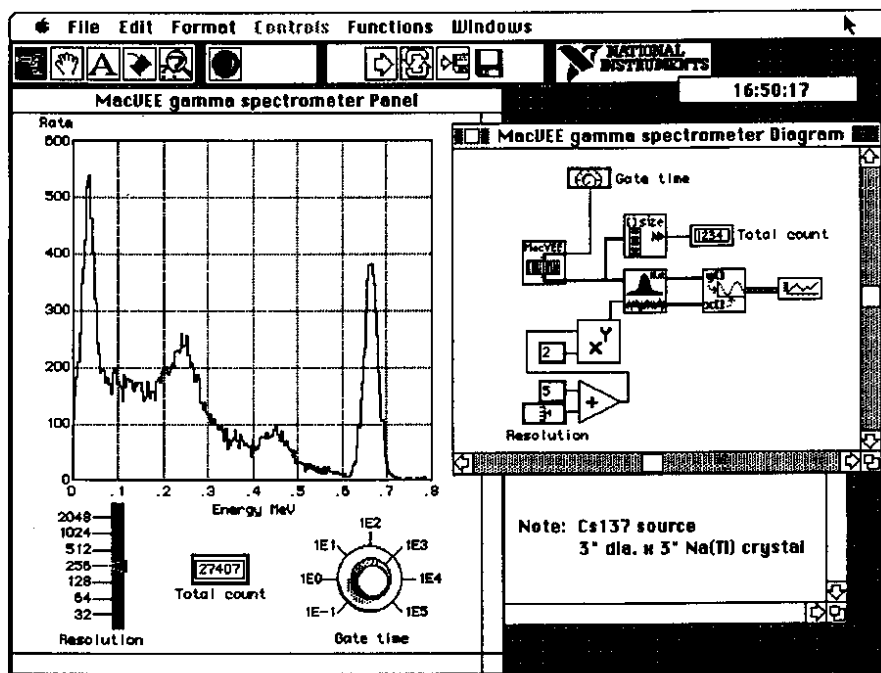 File Edit Format Controls Functions Windows
NATIONAL
INSTRUMENTS
16:50:17
MacVEE gamma spectrometer Panel
Rate
600
500
400
300
200
100
0
0 .1 .2 .3 .4 .5 .6 .7 .8
Energy MeV
2048
1024
512
256
128
64
32
Resolution
27407
Total count
1E2
1E1 1E3
1E0 1E4
1E-1 1E5
Gate time
MacVEE gamma spectrometer Diagram
Gate time
[]size
MacVEE
1234 Total count
Y
X
2
5
+
Resolution
Note: Cs137 source
3" dia. x 3" Na(Tl) crystal